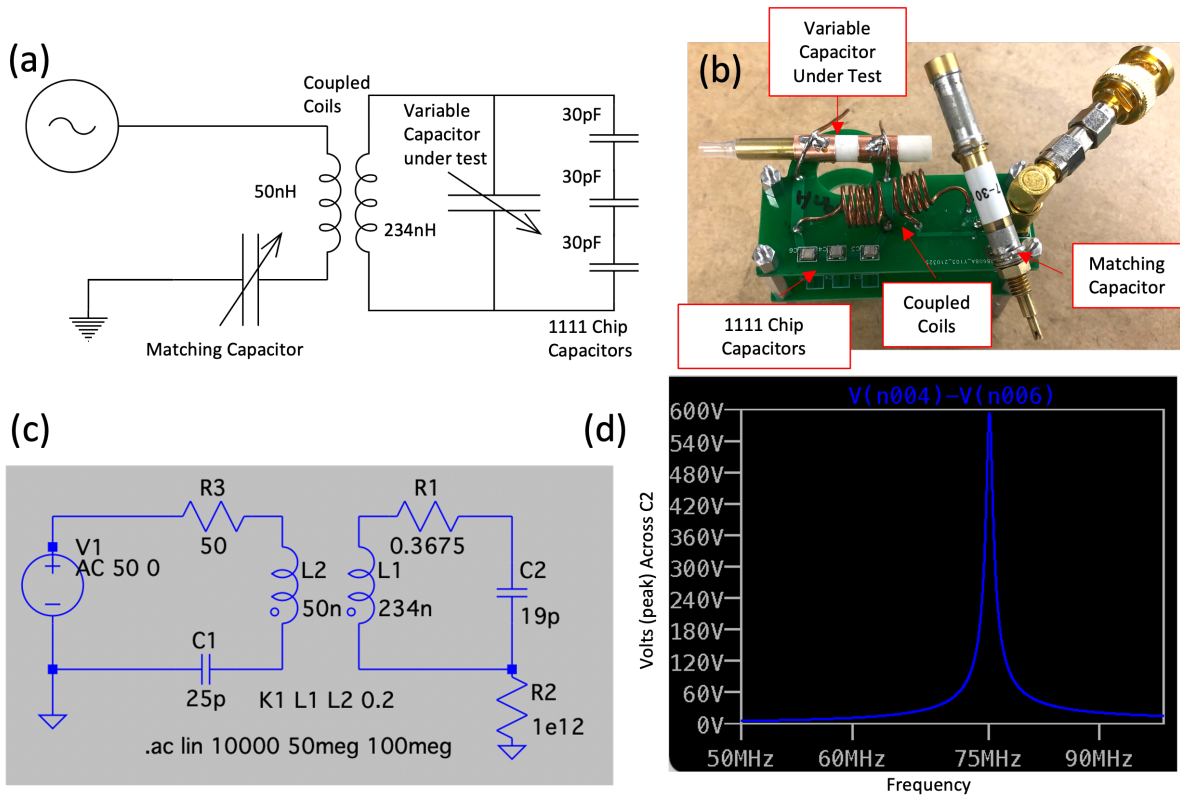 (a)
Coupled
Coils
Variable
Capacitor
under test
30pF
30pF
30pF
50nH
234nH
Matching Capacitor
1111 Chip
Capacitors
(b)
Variable
Capacitor
Under Test
7-30
C6
C4
Matching
Capacitor
Coupled
Coils
1111 Chip
Capacitors
(c)
R3
50
R1
0.3675
V1
AC 50 0
L2
50n
L1
234n
C2
19p
C1
25p
K1 L1 L2 0.2
R2
1e12
.ac lin 10000 50meg 100meg
(d)
V(n004)-V(n006)
Volts (peak) Across C2
600V
540V
480V
420V
360V
300V
240V
180V
120V
60V
0V
50MHz
60MHz
75MHz
90MHz
Frequency